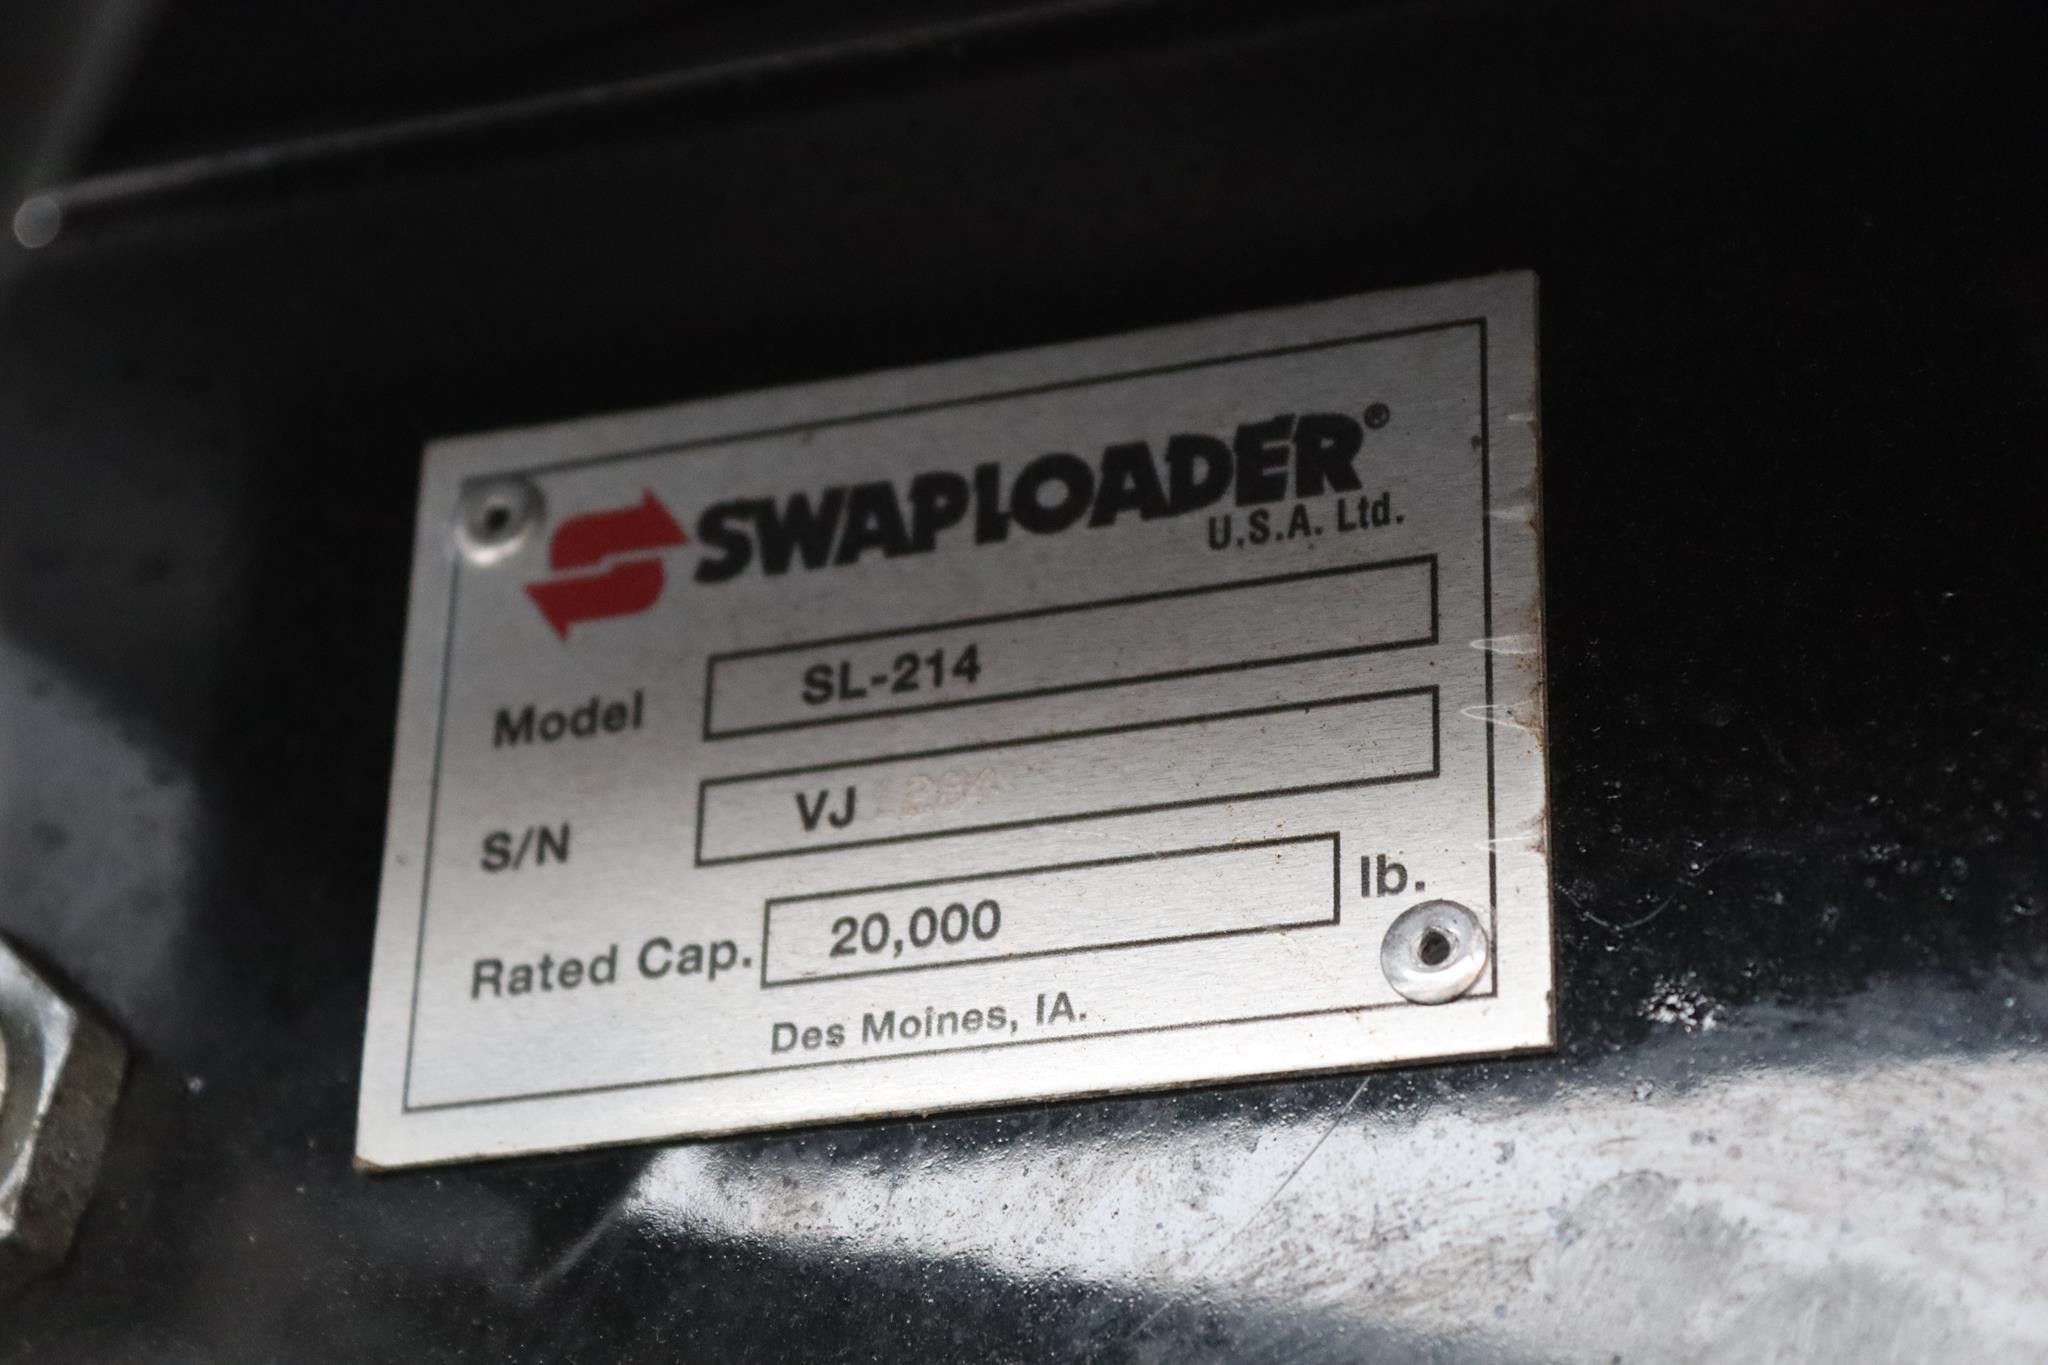 SWAPLOADER®
U.S.A. Ltd.
Model SL-214
S/N VJ
Rated Cap. 20,000 lb.
Des Moines, IA.